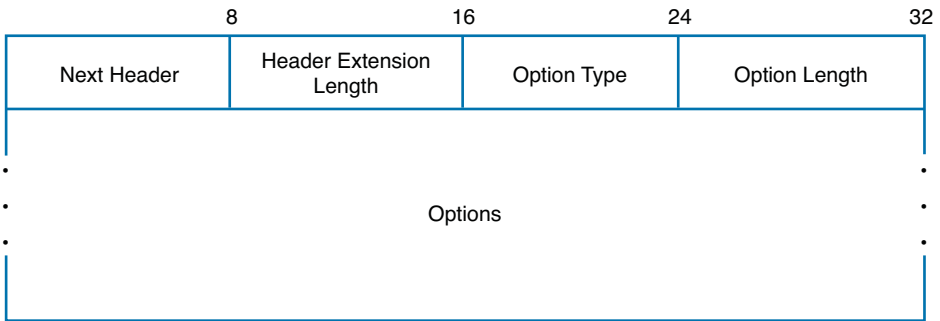 8 16 24 32
Next Header Header Extension Length Option Type Option Length
Options